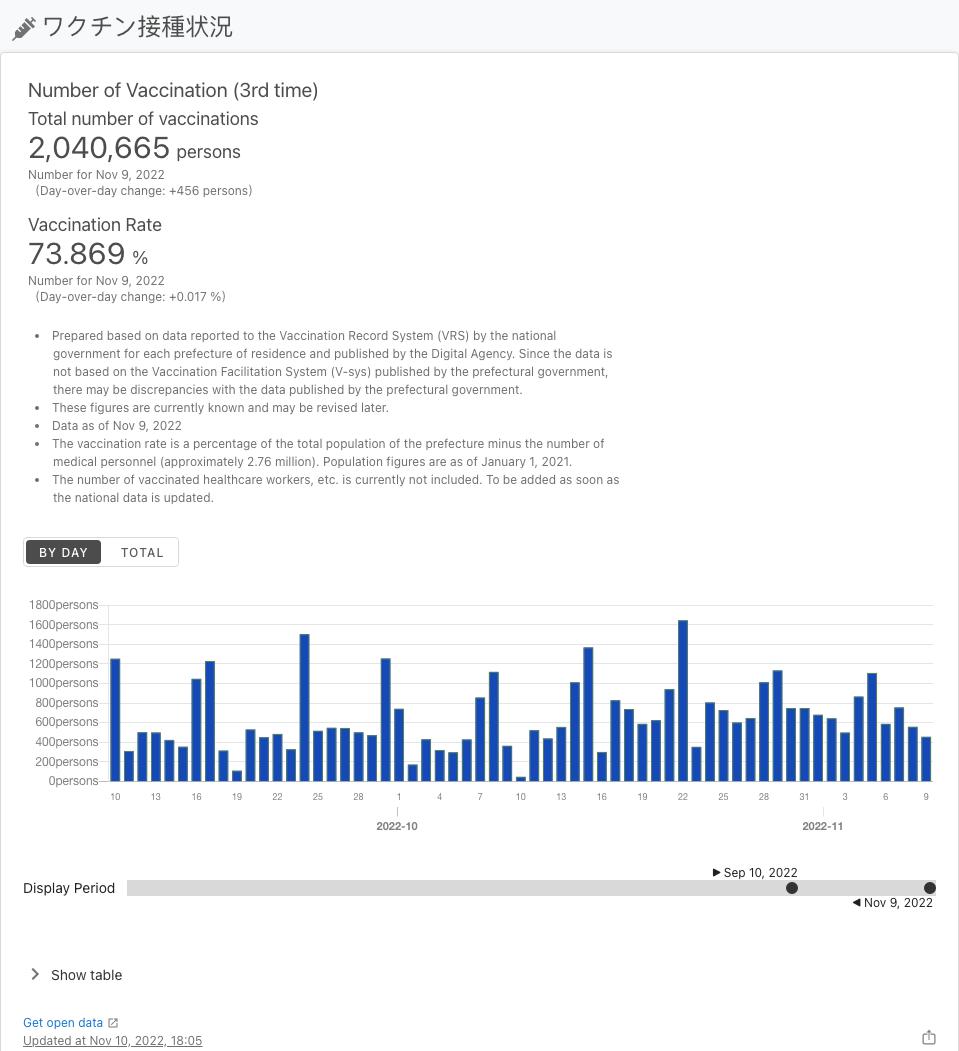 ワクチン接種状況
Number of Vaccination (3rd time)
Total number of vaccinations
2,040,665 persons
Number for Nov 9, 2022
(Day-over-day change: +456 persons)
Vaccination Rate
73.869 %
Number for Nov 9, 2022
(Day-over-day change: +0.017 %)
• Prepared based on data reported to the Vaccination Record System (VRS) by the national
government for each prefecture of residence and published by the Digital Agency. Since the data is
not based on the Vaccination Facilitation System (V-sys) published by the prefectural government,
there may be discrepancies with the data published by the prefectural government.
• These figures are currently known and may be revised later.
• Data as of Nov 9, 2022
• The vaccination rate is a percentage of the total population of the prefecture minus the number of
medical personnel (approximately 2.76 million). Population figures are as of January 1, 2021.
• The number of vaccinated healthcare workers, etc. is currently not included. To be added as soon as
the national data is updated.
BY DAY TOTAL
1800persons
1600persons
1400persons
1200persons
1000persons
800persons
600persons
400persons
200persons
0persons
10 13 16 19 22 25 28 1 4 7 10 13 16 19 22 25 28 31 3 6 9
2022-10 2022-11
Sep 10, 2022
Display Period
Nov 9, 2022
Show table
Get open data
Updated at Nov 10, 2022, 18:05